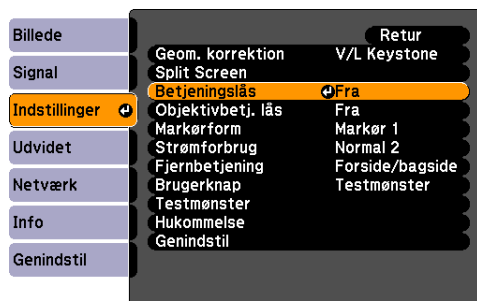 Billede
Signal
Indstillinger
Udvidet
Netværk
Info
Genindstil
Retur
Geom. korrektion V/L Keystone
Split Screen
Betjeningslås Fra
Objektivbetj. lås Fra
Markørform Markør 1
Strømforbrug Normal 2
Fjernbetjening Forside/bagside
Brugerknap Testmønster
Testmønster
Hukommelse
Genindstil